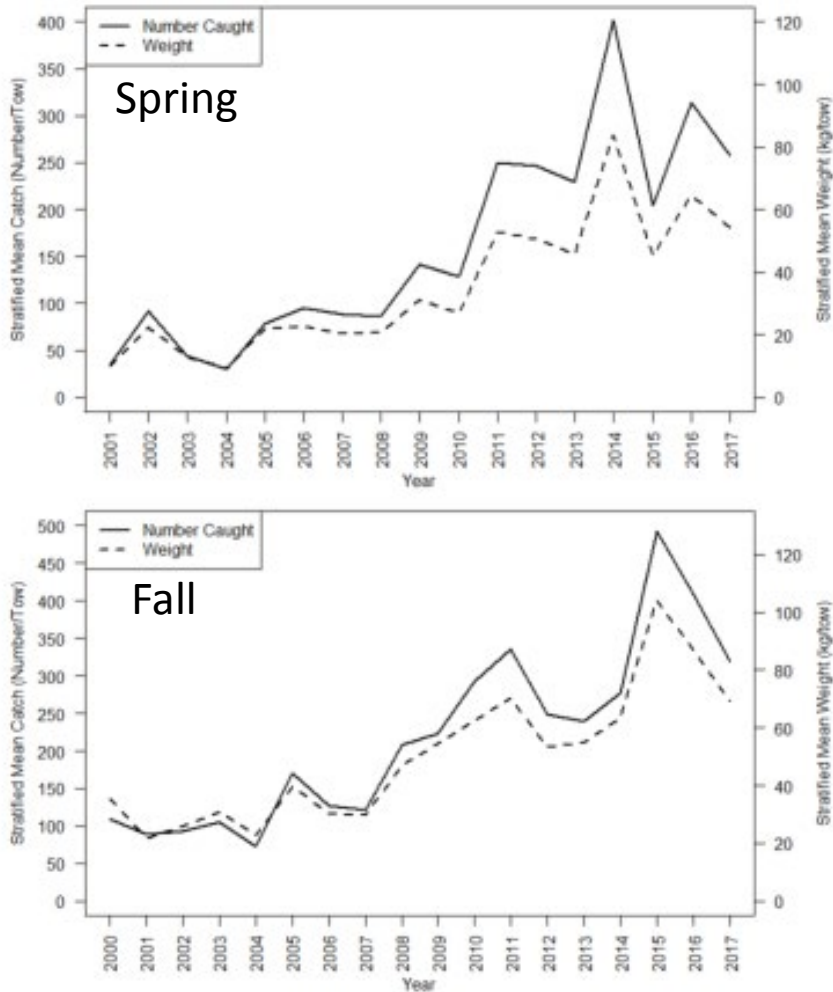 Number Caught
Weight
Spring
Stratified Mean Catch (Number/Tow)
400
350
300
250
200
150
100
50
0
120
100
80
60
40
20
0
Stratified Mean Weight (kg/tow)
2001 2002 2003 2004 2005 2006 2007 2008 2009 2010 2011 2012 2013 2014 2015 2016 2017
Year
Number Caught
Weight
Fall
Stratified Mean Catch (Number/Tow)
500
450
400
350
300
250
200
150
100
50
0
120
100
80
60
40
20
0
Stratified Mean Weight (kg/tow)
2000 2001 2002 2003 2004 2005 2006 2007 2008 2009 2010 2011 2012 2013 2014 2015 2016 2017
Year